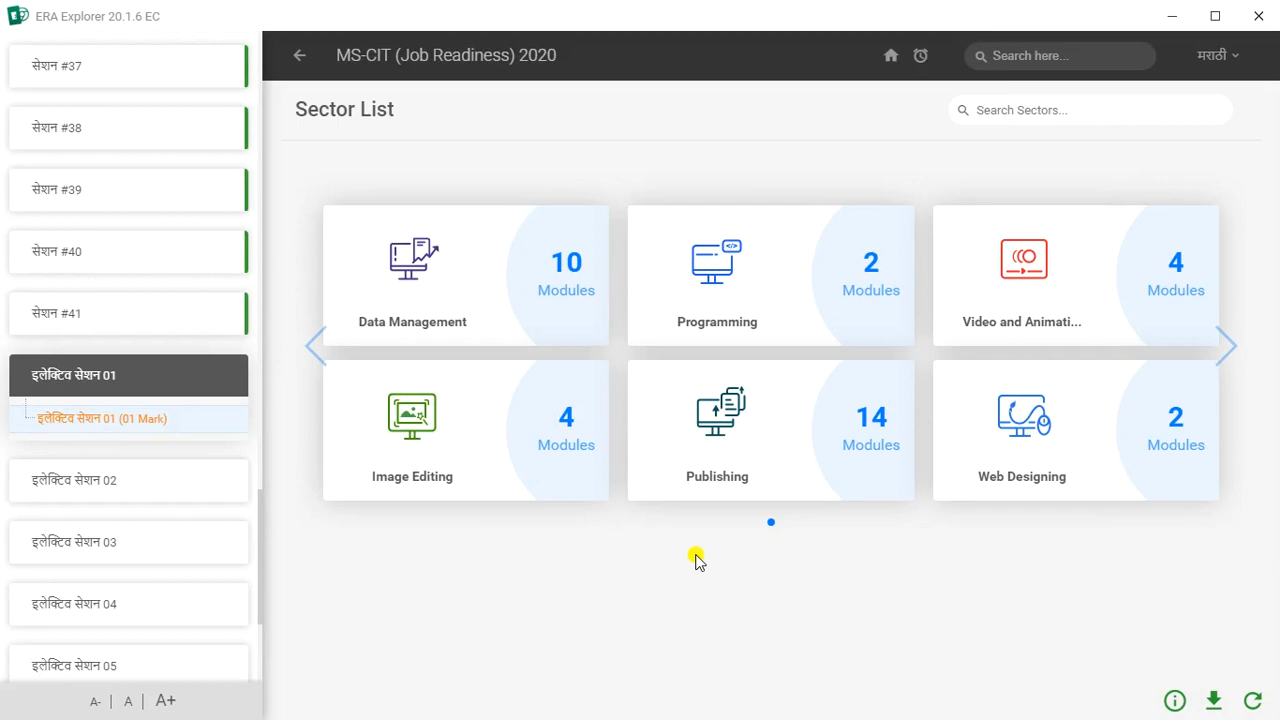 ERA Explorer 20.1.6 EC
सेशन #37
सेशन #38
सेशन #39
सेशन #40
सेशन #41
इलेक्टिव सेशन 01
इलेक्टिव सेशन 01 (01 Mark)
इलेक्टिव सेशन 02
इलेक्टिव सेशन 03
इलेक्टिव सेशन 04
इलेक्टिव सेशन 05
A- | A | A+
MS-CIT (Job Readiness) 2020
Search here...
मराठी
Sector List
Search Sectors...
10
Modules
Data Management
</>
2
Modules
Programming
4
Modules
Video and Animati...
4
Modules
Image Editing
14
Modules
Publishing
2
Modules
Web Designing